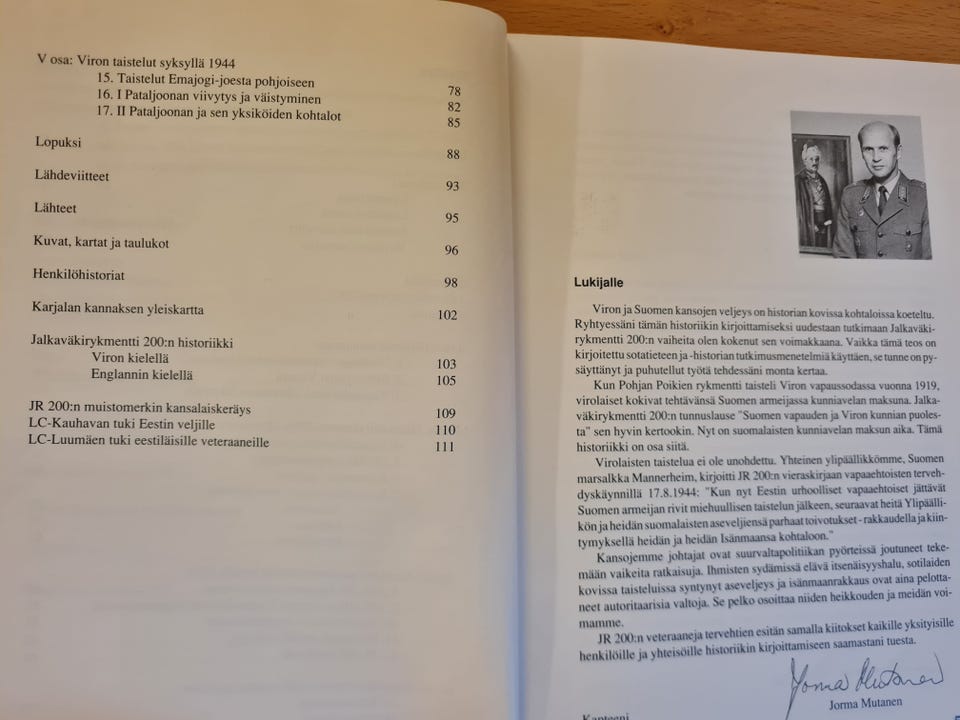 V osa: Viron taistelut syksyllä 1944
15. Taistelut Emajogi-joesta pohjoiseen 78
16. I Pataljoonan viivytys ja väistyminen 82
17. II Pataljoonan ja sen yksiköiden kohtalot 85
Lopuksi 88
Lähdeviitteet 93
Lähteet 95
Kuvat, kartat ja taulukot 96
Henkilöhistoriat 98
Karjalan kannaksen yleiskartta 102
Jalkaväkirykmentti 200:n historiikki
Viron kielellä 103
Englannin kielellä 105
JR 200:n muistomerkin kansalaiskeräys 109
LC-Kauhavan tuki Eestin veljille 110
LC-Luumäen tuki eestiläisille veteraaneille 111
Lukijalle
Viron ja Suomen kansojen veljeys on historian kovissa kohtaloissa koeteltu.
Ryhtyessäni tämän historiikin kirjoittamiseksi uudestaan tutkimaan Jalkaväki-
rykmentti 200:n vaiheita olen kokenut sen voimakkaana. Vaikka tämä teos on
kirjoitettu sotatieteen ja -historian tutkimusmenetelmiä käyttäen, se tunne on py-
säyttänyt ja puhutellut työtä tehdessäni monta kertaa.
Kun Pohjan Poikien rykmentti taisteli Viron vapaussodassa vuonna 1919,
virolaiset kokivat tehtävänsä Suomen armeijassa kunniavelan maksuna. Jalka-
väkirykmentti 200:n tunnuslause "Suomen vapauden ja Viron kunnian puoles-
ta" sen hyvin kertookin. Nyt on suomalaisten kunniavelan maksun aika. Tämä
historiikki on osa siitä.
Virolaisten taistelua ei ole unohdettu. Yhteinen ylipäällikkömme, Suomen
marsalkka Mannerheim, kirjoitti JR 200:n vieraskirjaan vapaaehtoisten terveh-
dyskäynnillä 17.8.1944: "Kun nyt Eestin urhoolliset vapaaehtoiset jättävät
Suomen armeijan rivit miehuullisen taistelun jälkeen, seuraavat heitä Ylipäälli-
kön ja heidän suomalaisten aseveljiensä parhaat toivotukset - rakkaudella ja kiin-
tymyksellä heidän ja heidän Isänmaansa kohtaloon."
Kansojemme johtajat ovat suurvaltapolitiikan pyörteissä joutuneet teke-
mään vaikeita ratkaisuja. Ihmisten sydämissä elävä itsenäisyyshalu, sotilaiden
kovissa taisteluissa syntynyt aseveljeys ja isänmaanrakkaus ovat aina pelotta-
neet autoritaarisia valtoja. Se pelko osoittaa niiden heikkouden ja meidän voi-
mamme.
JR 200:n veteraaneja tervehtien esitän samalla kiitokset kaikille yksityisille
henkilöille ja yhteisöille historiikin kirjoittamiseen saamastani tuesta.
Jorma Mutanen
Jorma Mutanen
Kapteeni